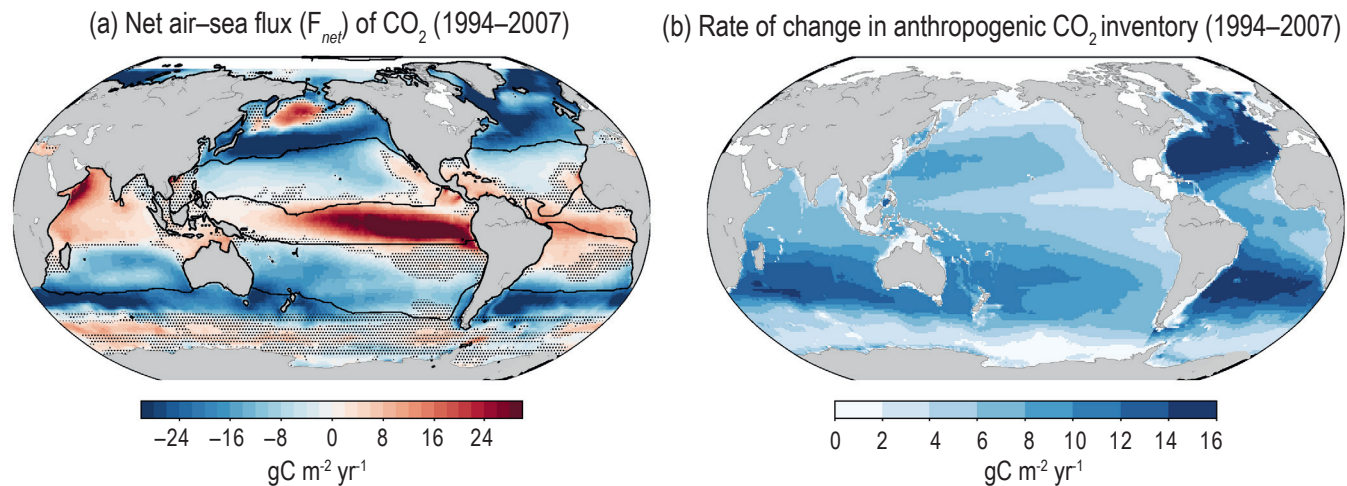 (a) Net air–sea flux (Fnet) of CO2 (1994–2007)
(b) Rate of change in anthropogenic CO2 inventory (1994–2007)
−24 −16 −8 0 8 16 24
gC m-2 yr-1
0 2 4 6 8 10 12 14 16
gC m-2 yr-1